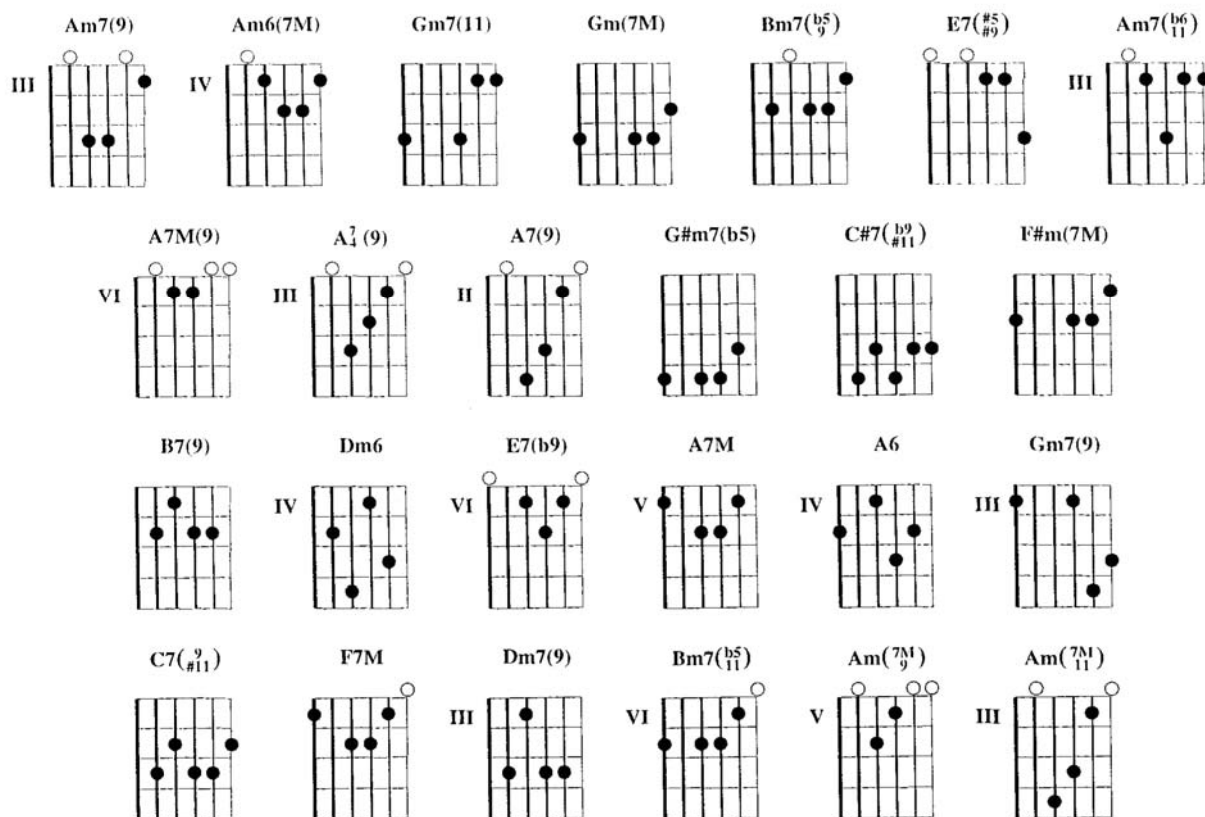 Am7(9) Am6(7M) Gm7(11) Gm(7M) Bm7(b5 9) E7(#5 #9) Am7(b6 11)
III IV III
A7M(9) A7 4(9) A7(9) G#m7(b5) C#7(b9 #11) F#m(7M)
VI III II
B7(9) Dm6 E7(b9) A7M A6 Gm7(9)
IV VI V IV III
C7(9 #11) F7M Dm7(9) Bm7(b5 11) Am(7M 9) Am(7M 11)
III VI V III